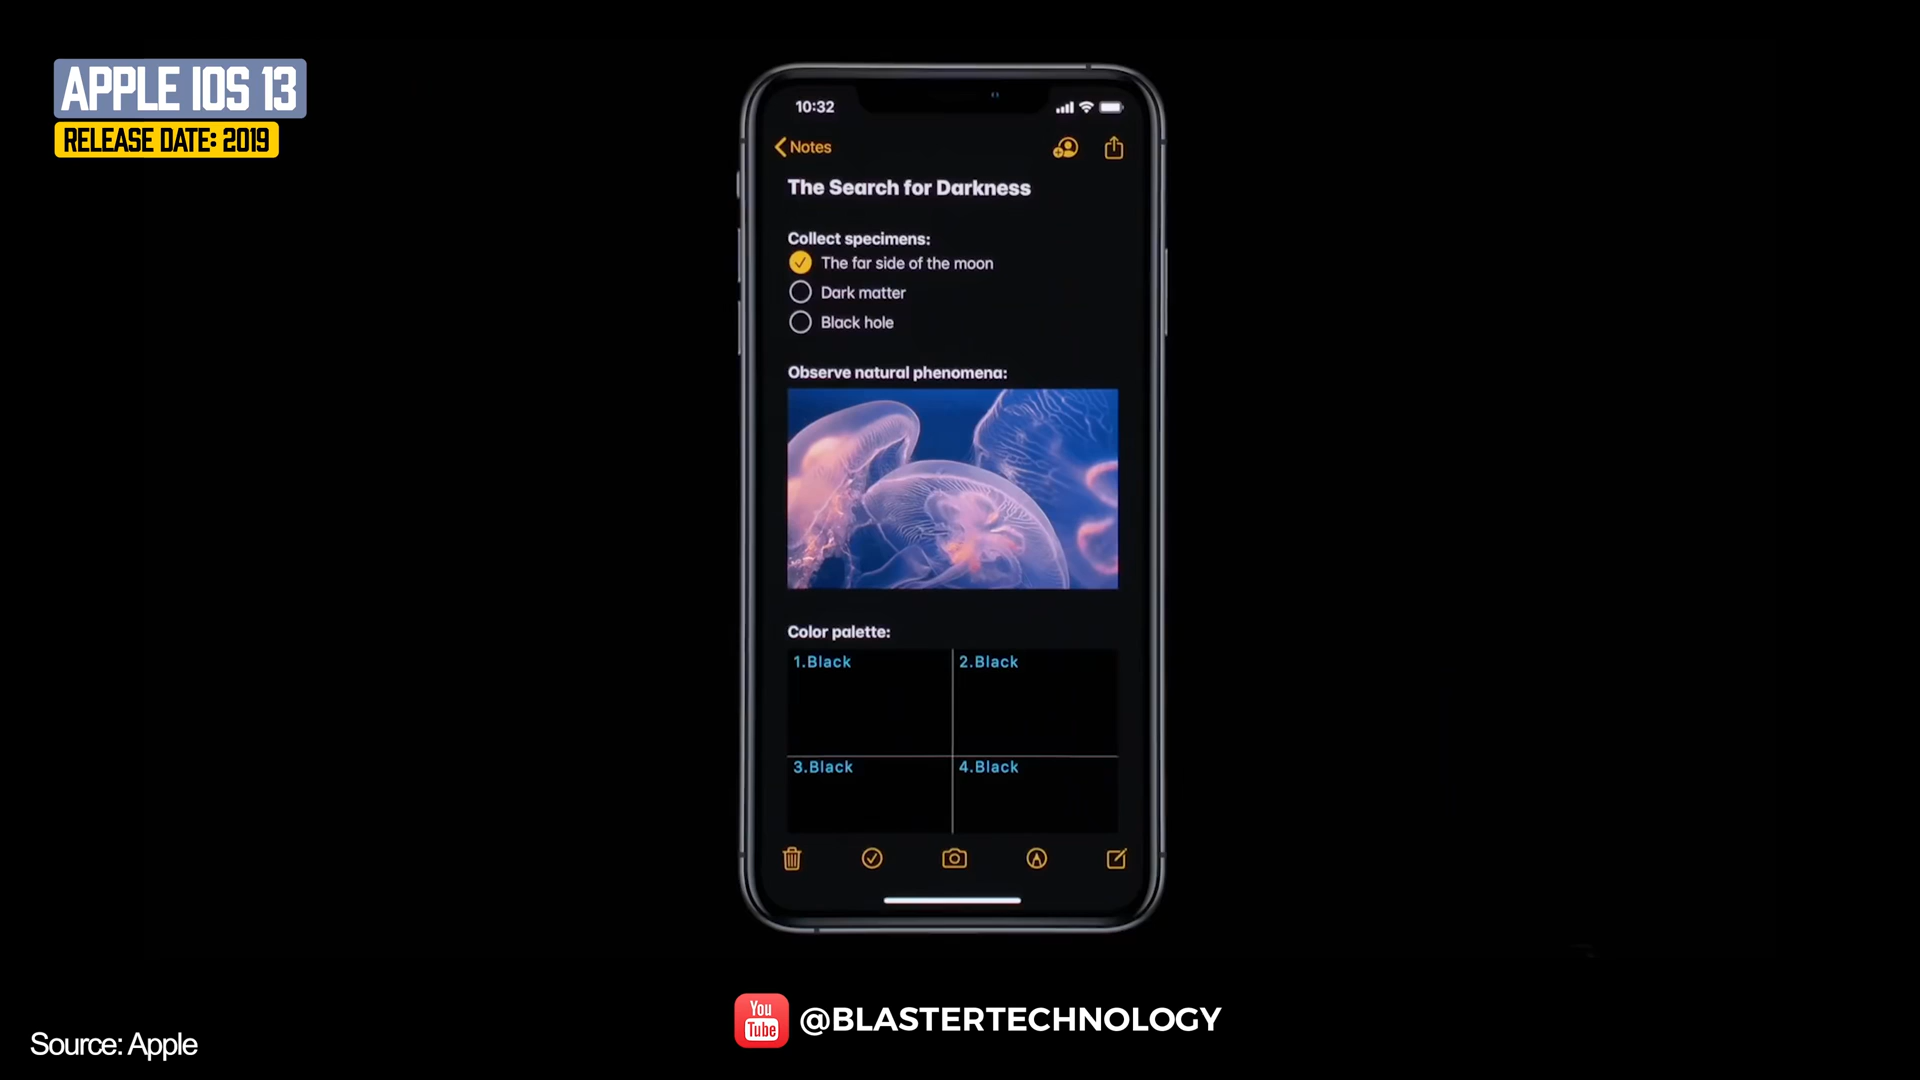 APPLE IOS 13
RELEASE DATE: 2019
10:32
Notes
The Search for Darkness
Collect specimens:
The far side of the moon
Dark matter
Black hole
Observe natural phenomena:
Color palette:
1.Black
2.Black
3.Black
4.Black
You
Tube
@BLASTERTECHNOLOGY
Source: Apple